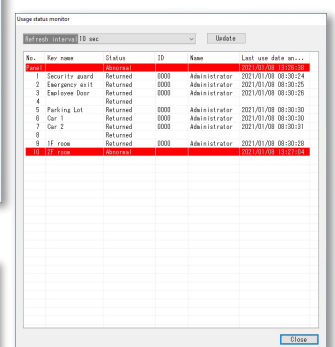 Usage status monitor
Refresh interval 10 sec Update
No. Key name Status ID Name Last use date an...
Panel Abnormal 2021/01/08 13:26:38
1 Security guard Returned 0000 Administrator 2021/01/08 08:30:24
2 Emergency exit Returned 0000 Administrator 2021/01/08 08:30:25
3 Employee Door Returned 0000 Administrator 2021/01/08 08:30:26
4 Returned
5 Parking Lot Returned 0000 Administrator 2021/01/08 08:30:30
6 Car 1 Returned 0000 Administrator 2021/01/08 08:30:30
7 Car 2 Returned 0000 Administrator 2021/01/08 08:30:31
8 Returned
9 1F room Returned 0000 Administrator 2021/01/08 08:30:28
10 2F room Abnormal 2021/01/08 13:27:04
Close